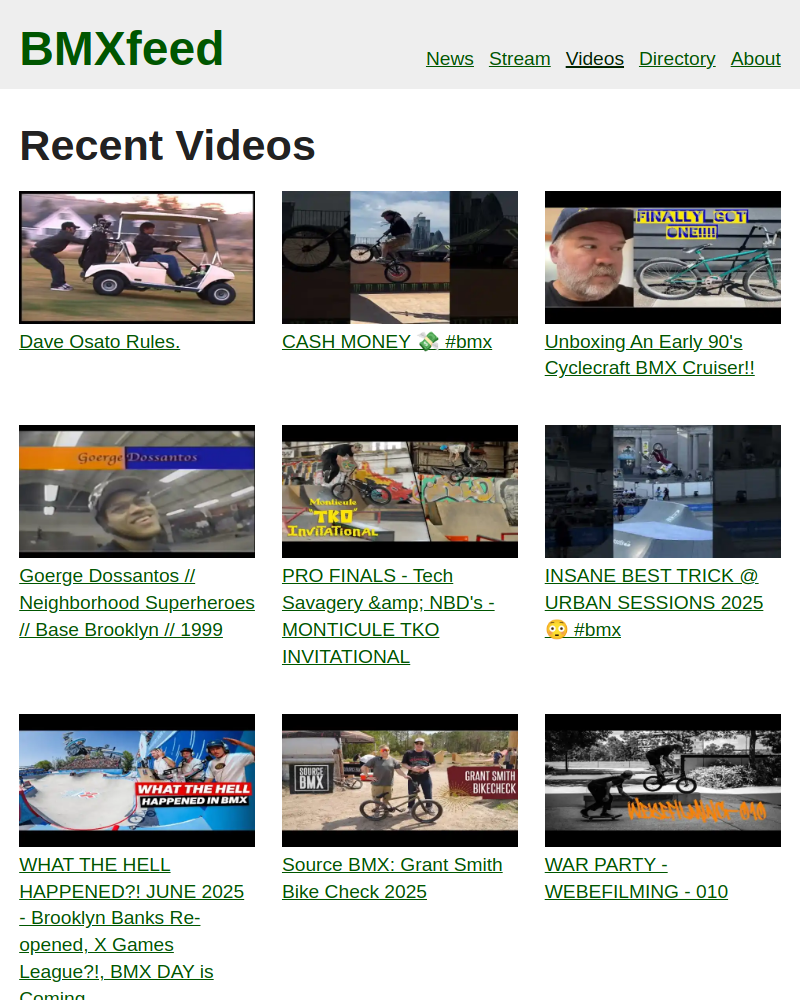 BMXfeed
News Stream Videos Directory About
Recent Videos
FINALLY GOT
ONE!!!!
Dave Osato Rules.
CASH MONEY 💸 #bmx
Unboxing An Early 90's
Cyclecraft BMX Cruiser!!
Goerge Dossantos
Monticule
"TKO"
INVITATIONAL
Goerge Dossantos //
Neighborhood Superheroes
// Base Brooklyn // 1999
PRO FINALS - Tech
Savagery &amp; NBD's -
MONTICULE TKO
INVITATIONAL
INSANE BEST TRICK @
URBAN SESSIONS 2025
😳 #bmx
WHAT THE HELL
HAPPENED IN BMX
SOURCE
BMX
GRANT SMITH
BIKECHECK
WEBEFILMING-010
WHAT THE HELL
HAPPENED?! JUNE 2025
- Brooklyn Banks Re-
opened, X Games
League?!, BMX DAY is
Coming
Source BMX: Grant Smith
Bike Check 2025
WAR PARTY -
WEBEFILMING - 010